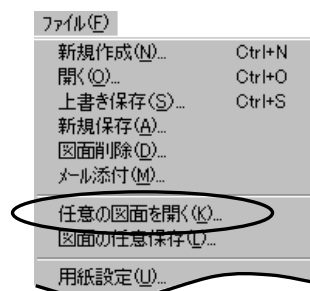 ファイル(F)
新規作成(N)... Ctrl+N
開く(O)... Ctrl+O
上書き保存(S)... Ctrl+S
新規保存(A)...
図面削除(D)...
メール添付(M)...
任意の図面を開く(K)...
図面の任意保存(L)...
用紙設定(U)...